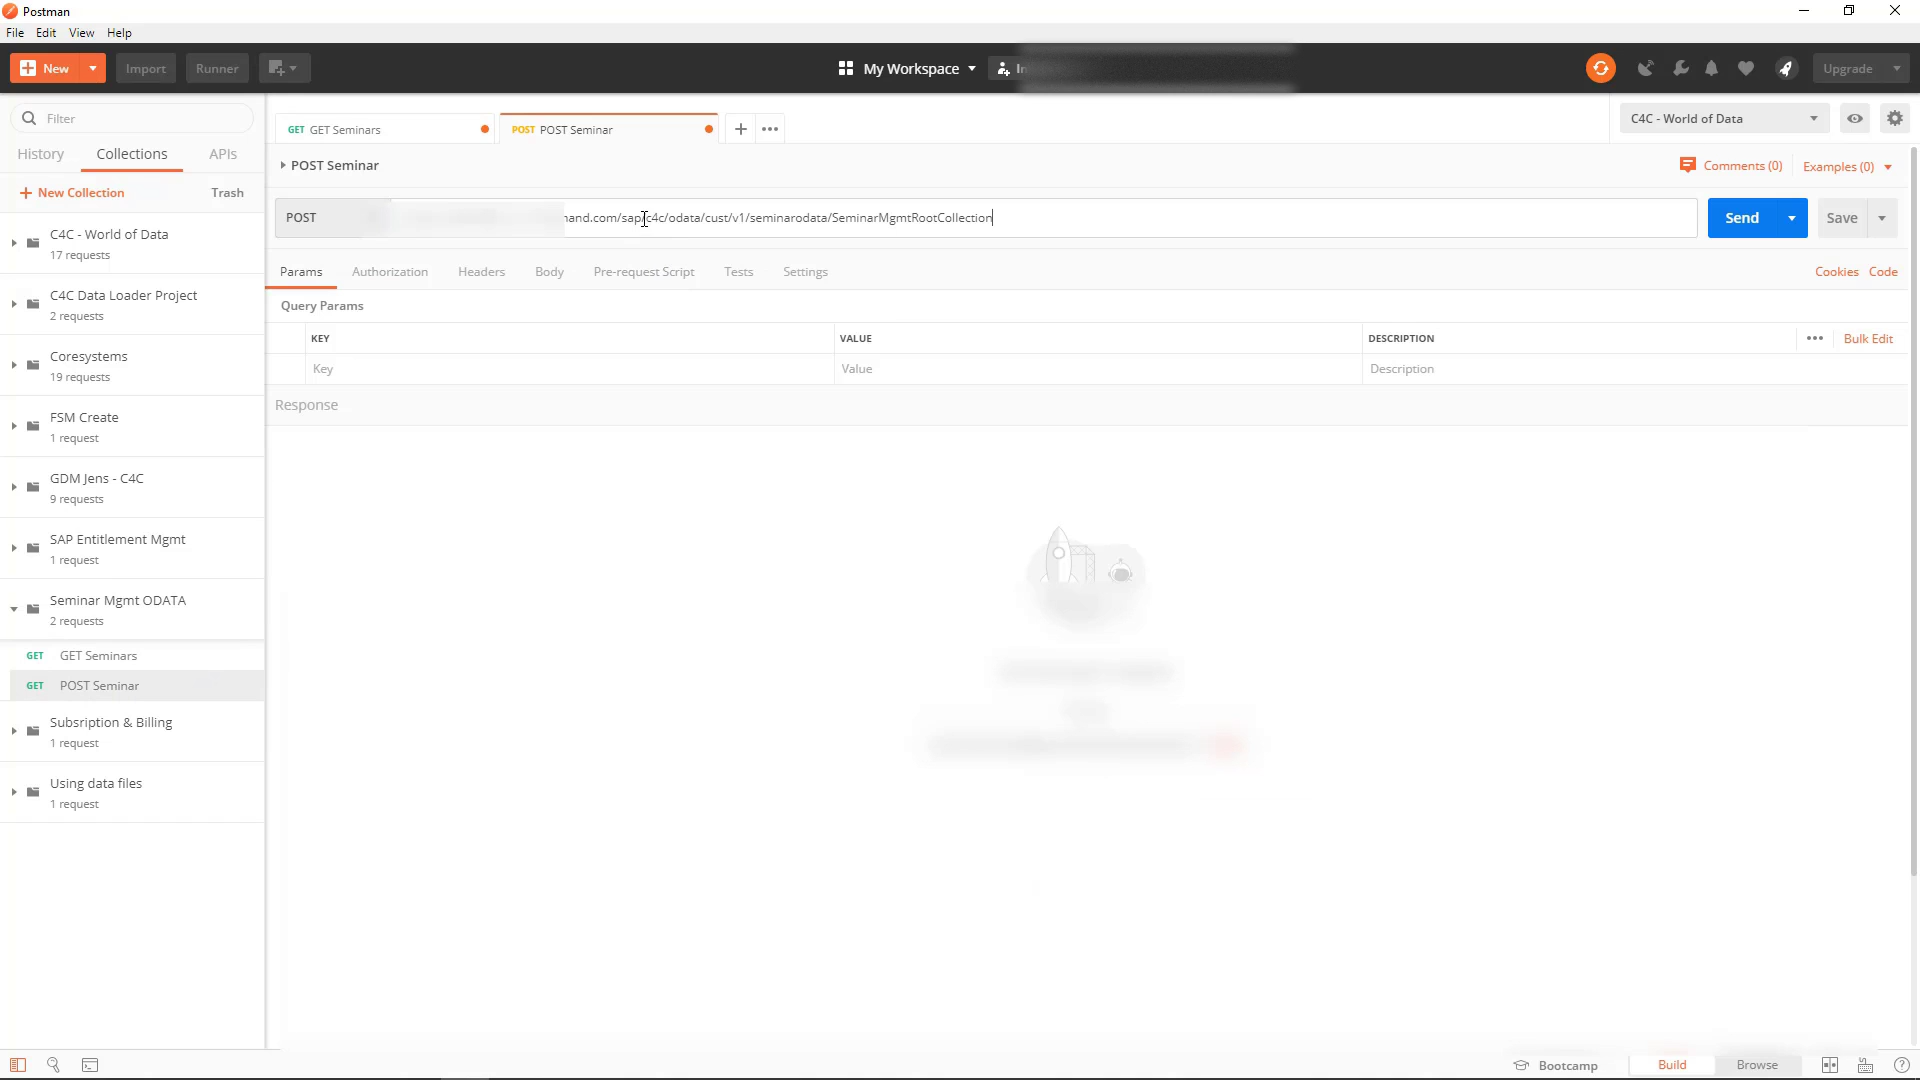 Postman
File Edit View Help
New Import Runner My Workspace Upgrade
Filter
History Collections APIs
New Collection Trash
C4C - World of Data
17 requests
C4C Data Loader Project
2 requests
Coresystems
19 requests
FSM Create
1 request
GDM Jens - C4C
9 requests
SAP Entitlement Mgmt
1 request
Seminar Mgmt ODATA
2 requests
GET GET Seminars
GET POST Seminar
Subsription & Billing
1 request
Using data files
1 request
GET GET Seminars POST POST Seminar C4C - World of Data
POST Seminar Comments (0) Examples (0)
POST hand.com/sap/c4c/odata/cust/v1/seminarodata/SeminarMgmtRootCollection Send Save
Params Authorization Headers Body Pre-request Script Tests Settings Cookies Code
Query Params
KEY VALUE DESCRIPTION Bulk Edit
Key Value Description
Response
Bootcamp Build Browse